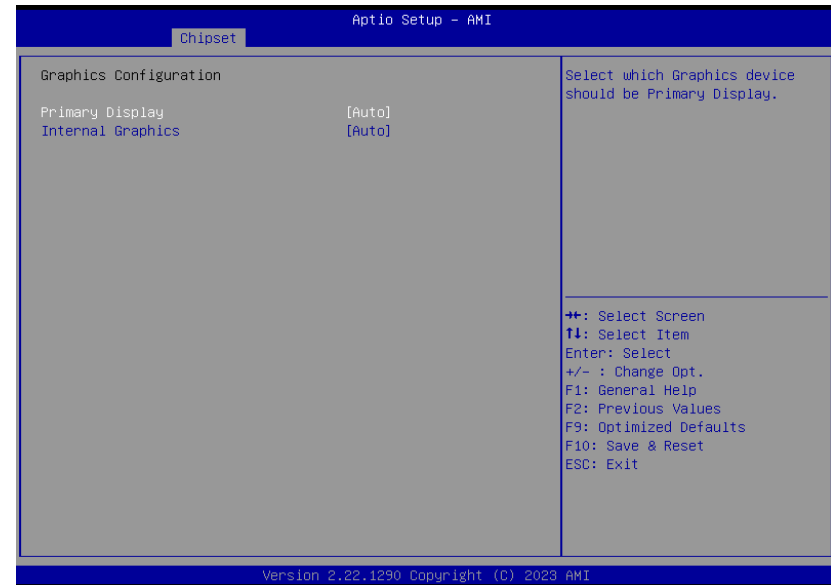 Aptio Setup – AMI
Chipset
Graphics Configuration
Primary Display [Auto]
Internal Graphics [Auto]
Select which Graphics device
should be Primary Display.
→←: Select Screen
↑↓: Select Item
Enter: Select
+/- : Change Opt.
F1: General Help
F2: Previous Values
F9: Optimized Defaults
F10: Save & Reset
ESC: Exit
Version 2.22.1290 Copyright (C) 2023 AMI